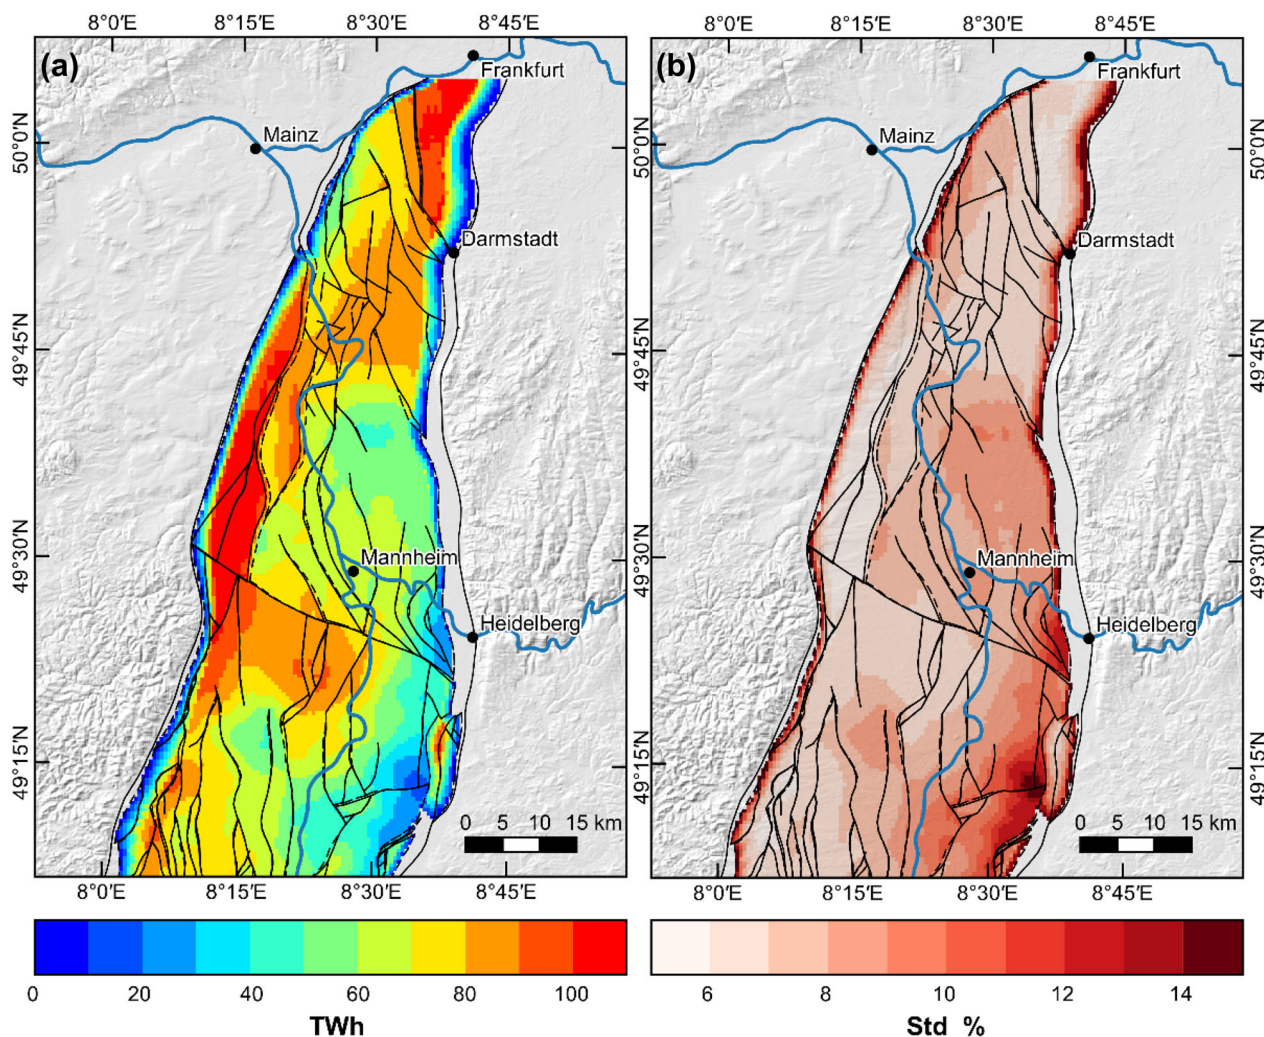 8°0'E 8°15'E 8°30'E 8°45'E 8°0'E 8°15'E 8°30'E 8°45'E
(a) (b)
Frankfurt Frankfurt
Mainz Mainz
50°0'N 50°0'N 50°0'N
Darmstadt Darmstadt
49°45'N 49°45'N 49°45'N
49°30'N 49°30'N 49°30'N
Mannheim Mannheim
Heidelberg Heidelberg
49°15'N 49°15'N 49°15'N
0 5 10 15 km 0 5 10 15 km
8°0'E 8°15'E 8°30'E 8°45'E 8°0'E 8°15'E 8°30'E 8°45'E
0 20 40 60 80 100 6 8 10 12 14
TWh Std %